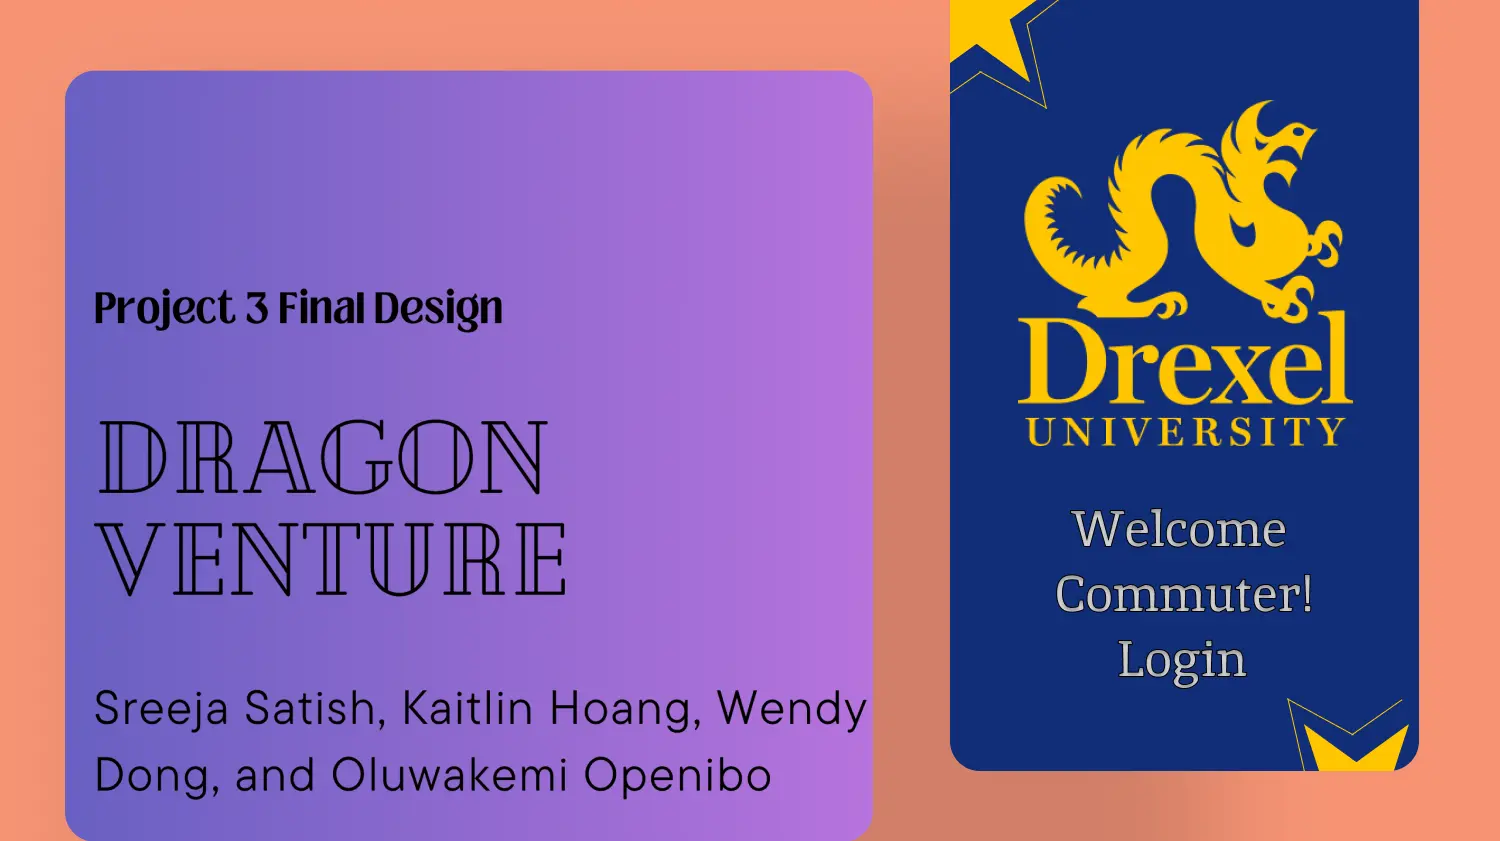 Project 3 Final Design
DRAGON
VENTURE
Sreeja Satish, Kaitlin Hoang, Wendy
Dong, and Oluwakemi Openibo
Drexel
UNIVERSITY
Welcome
Commuter!
Login